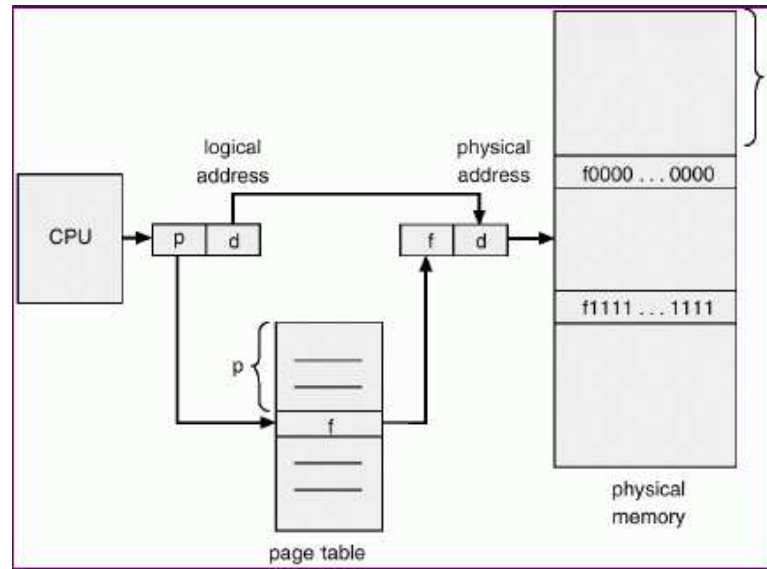 logical
address
physical
address
f0000 . . . 0000
CPU
p d
f d
f1111 . . . 1111
p
f
physical
memory
page table